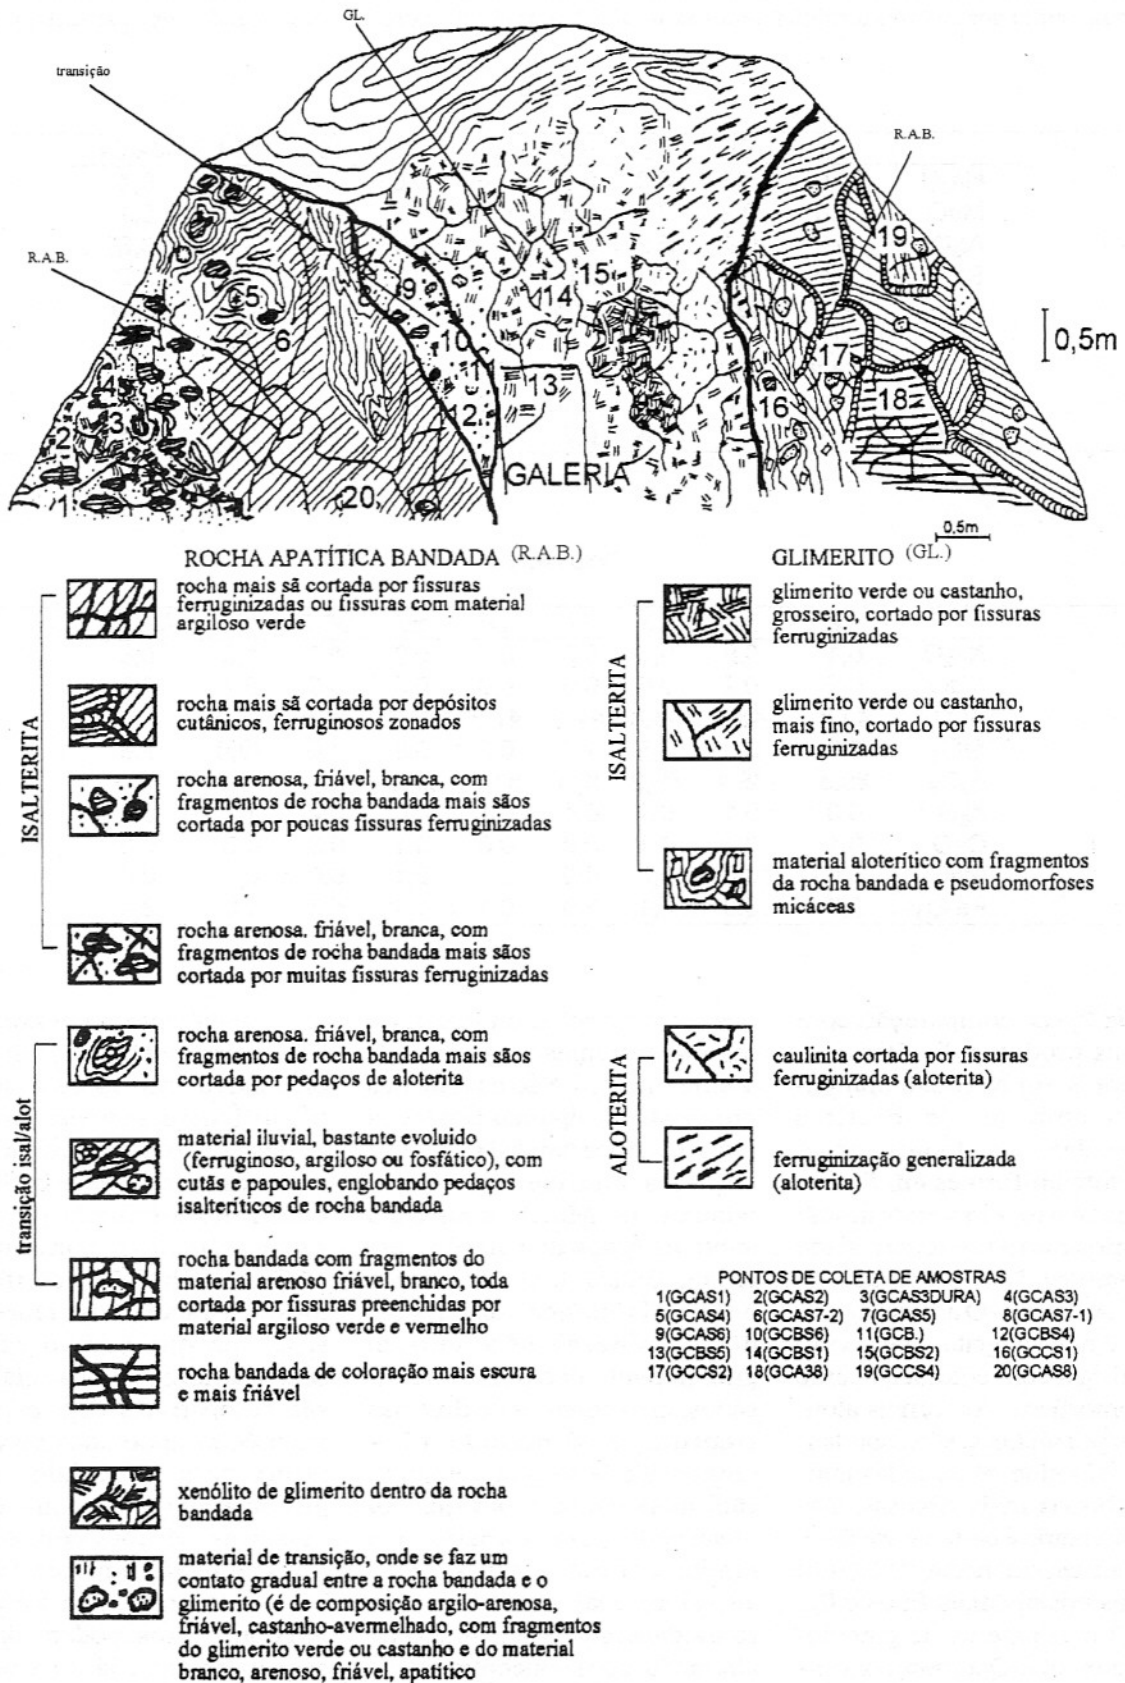 GL.
transição
R.A.B.
R.A.B.
19
5
9
15
14
6
8
10
0,5m
4
11
13
17
3
2
12
16
18
1
20
GALERIA
0,5m
ROCHA APATÍTICA BANDADA (R.A.B.)
ISALTERITA
rocha mais sã cortada por fissuras
ferruginizadas ou fissuras com material
argiloso verde
rocha mais sã cortada por depósitos
cutânicos, ferruginosos zonados
rocha arenosa, friável, branca, com
fragmentos de rocha bandada mais sãos
cortada por poucas fissuras ferruginizadas
rocha arenosa. friável, branca, com
fragmentos de rocha bandada mais sãos
cortada por muitas fissuras ferruginizadas
transição isal/alot
rocha arenosa. friável, branca, com
fragmentos de rocha bandada mais sãos
cortada por pedaços de aloterita
material iluvial, bastante evoluido
(ferruginoso, argiloso ou fosfático), com
cutãs e papoules, englobando pedaços
isalteríticos de rocha bandada
rocha bandada com fragmentos do
material arenoso friável, branco, toda
cortada por fissuras preenchidas por
material argiloso verde e vermelho
rocha bandada de coloração mais escura
e mais friável
xenólito de glimerito dentro da rocha
bandada
material de transição, onde se faz um
contato gradual entre a rocha bandada e o
glimerito (é de composição argilo-arenosa,
friável, castanho-avermelhado, com fragmentos
do glimerito verde ou castanho e do material
branco, arenoso, friável, apatítico
GLIMERITO (GL.)
ISALTERITA
glimerito verde ou castanho,
grosseiro, cortado por fissuras
ferruginizadas
glimerito verde ou castanho,
mais fino, cortado por fissuras
ferruginizadas
material aloterítico com fragmentos
da rocha bandada e pseudomorfoses
micáceas
ALOTERITA
caulinita cortada por fissuras
ferruginizadas (aloterita)
ferruginização generalizada
(aloterita)
PONTOS DE COLETA DE AMOSTRAS
1(GCAS1) 2(GCAS2) 3(GCAS3DURA) 4(GCAS3)
5(GCAS4) 6(GCAS7-2) 7(GCAS5) 8(GCAS7-1)
9(GCAS6) 10(GCBS6) 11(GCB.) 12(GCBS4)
13(GCBS5) 14(GCBS1) 15(GCBS2) 16(GCCS1)
17(GCCS2) 18(GCA38) 19(GCCS4) 20(GCAS8)